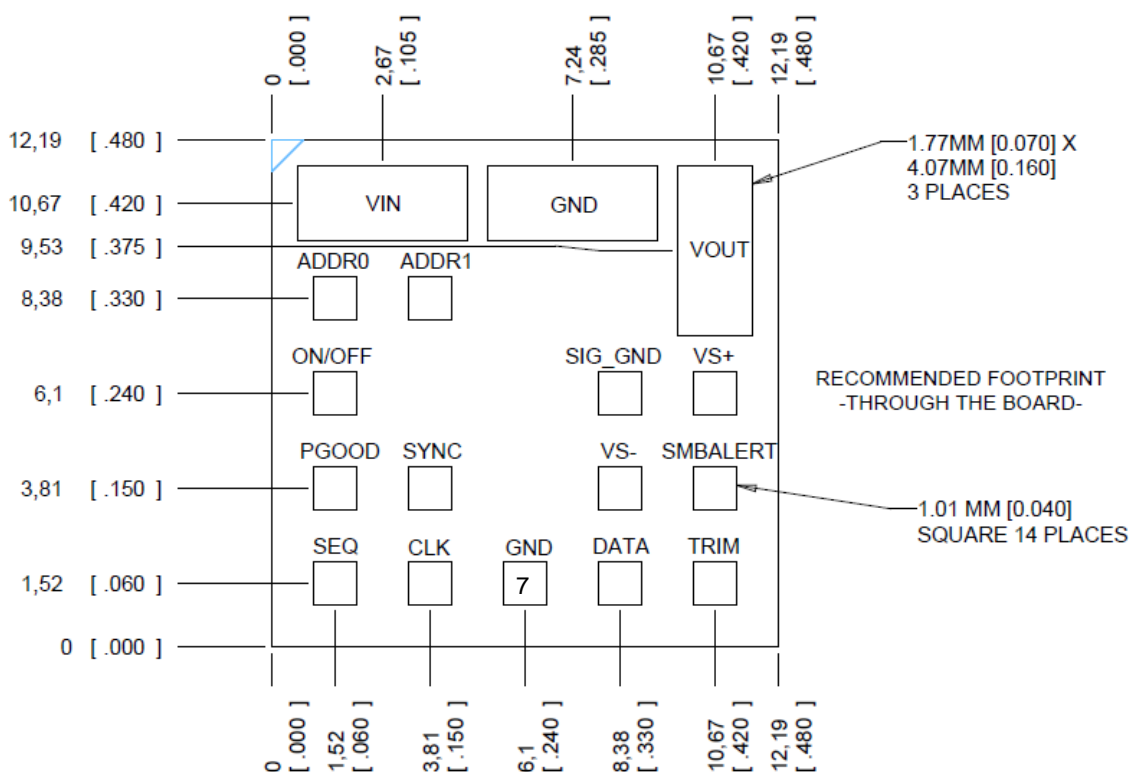 0
[ .000 ]
2,67
[ .105 ]
7,24
[ .285 ]
10,67
[ .420 ]
12,19
[ .480 ]
12,19 [ .480 ]
10,67 [ .420 ]
9,53 [ .375 ]
8,38 [ .330 ]
6,1 [ .240 ]
3,81 [ .150 ]
1,52 [ .060 ]
0 [ .000 ]
VIN
GND
VOUT
ADDR0
ADDR1
ON/OFF
SIG_GND
VS+
PGOOD
SYNC
VS-
SMBALERT
SEQ
CLK
GND
7
DATA
TRIM
1.77MM [0.070] X
4.07MM [0.160]
3 PLACES
RECOMMENDED FOOTPRINT
-THROUGH THE BOARD-
1.01 MM [0.040]
SQUARE 14 PLACES
0
[ .000 ]
1,52
[ .060 ]
3,81
[ .150 ]
6,1
[ .240 ]
8,38
[ .330 ]
10,67
[ .420 ]
12,19
[ .480 ]